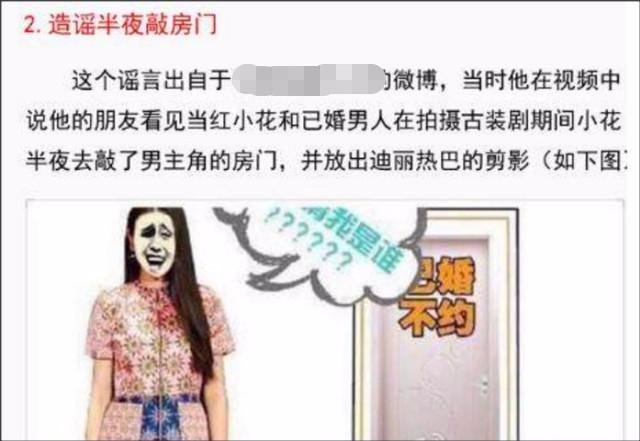 2. 造谣半夜敲房门
这个谣言出自于的微博，当时他在视频中
说他的朋友看见当红小花和已婚男人在拍摄古装剧期间小花
半夜去敲了男主角的房门，并放出迪丽热巴的剪影（如下图）
猜我是谁
??????
已婚
不约